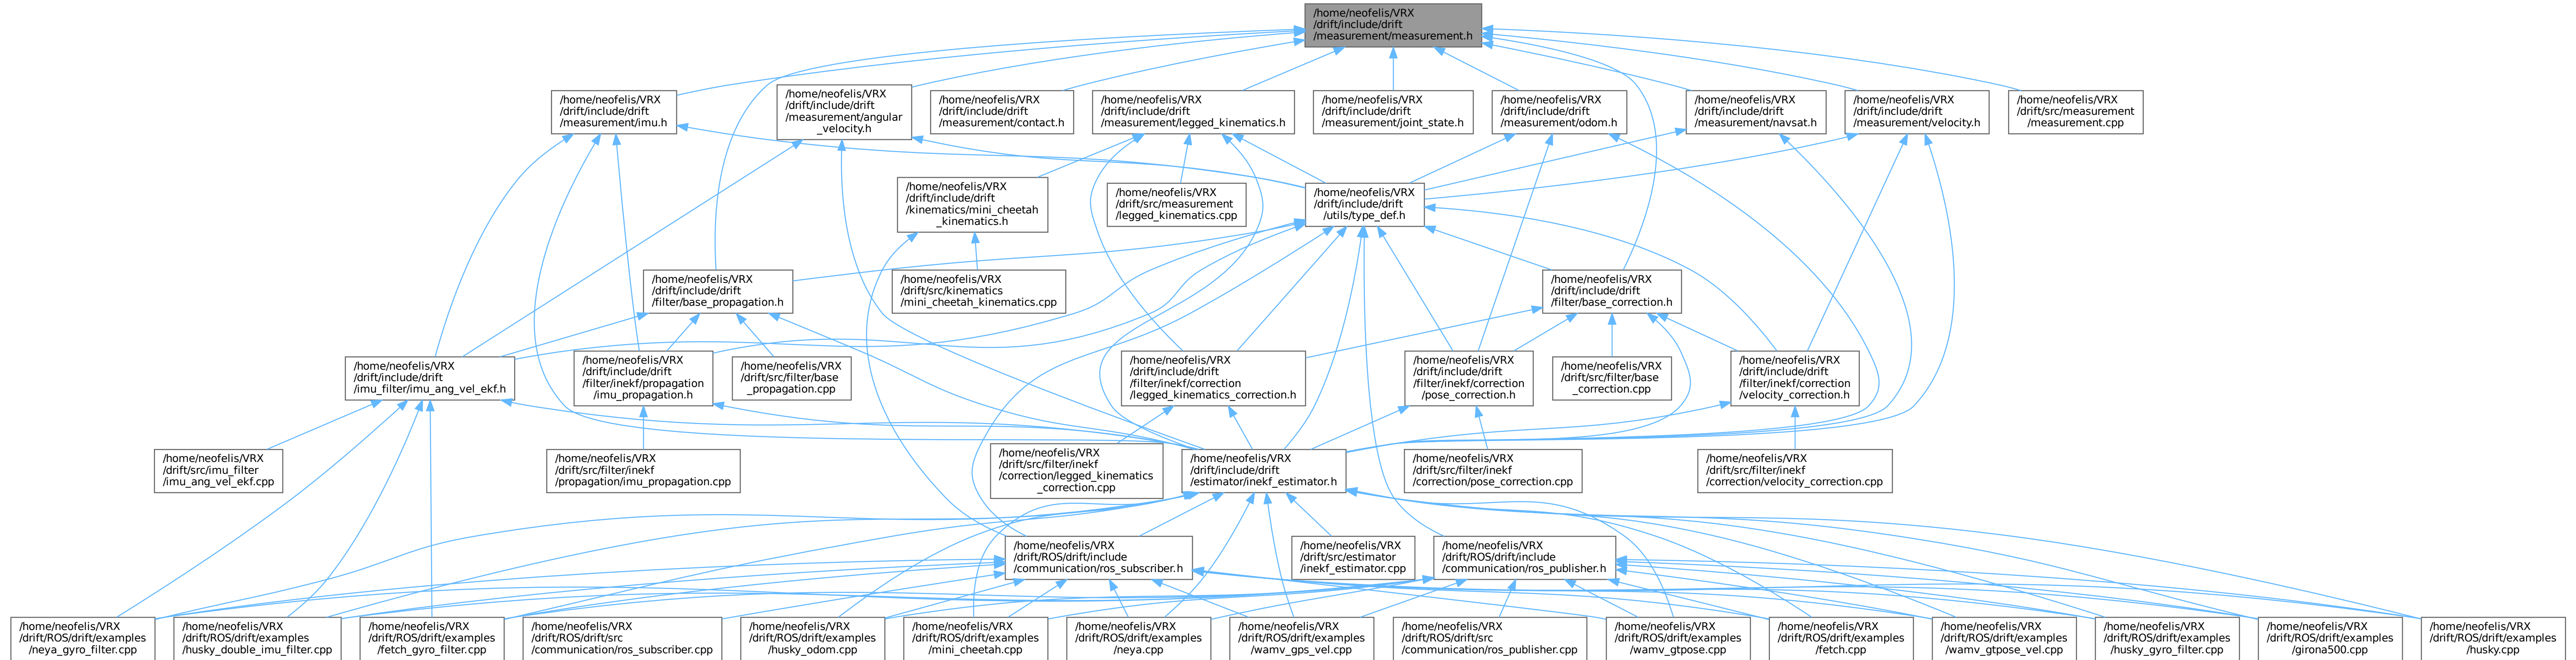 /home/neofelis/VRX
/drift/include/drift
/measurement/measurement.h
/home/neofelis/VRX
/drift/include/drift
/measurement/imu.h
/home/neofelis/VRX
/drift/include/drift
/measurement/angular
_velocity.h
/home/neofelis/VRX
/drift/include/drift
/measurement/contact.h
/home/neofelis/VRX
/drift/include/drift
/measurement/legged_kinematics.h
/home/neofelis/VRX
/drift/include/drift
/measurement/joint_state.h
/home/neofelis/VRX
/drift/include/drift
/measurement/odom.h
/home/neofelis/VRX
/drift/include/drift
/measurement/navsat.h
/home/neofelis/VRX
/drift/include/drift
/measurement/velocity.h
/home/neofelis/VRX
/drift/src/measurement
/measurement.cpp
/home/neofelis/VRX
/drift/include/drift
/kinematics/mini_cheetah
_kinematics.h
/home/neofelis/VRX
/drift/src/measurement
/legged_kinematics.cpp
/home/neofelis/VRX
/drift/include/drift
/utils/type_def.h
/home/neofelis/VRX
/drift/include/drift
/filter/base_propagation.h
/home/neofelis/VRX
/drift/src/kinematics
/mini_cheetah_kinematics.cpp
/home/neofelis/VRX
/drift/include/drift
/filter/base_correction.h
/home/neofelis/VRX
/drift/include/drift
/imu_filter/imu_ang_vel_ekf.h
/home/neofelis/VRX
/drift/include/drift
/filter/inekf/propagation
/imu_propagation.h
/home/neofelis/VRX
/drift/src/filter/base
_propagation.cpp
/home/neofelis/VRX
/drift/include/drift
/filter/inekf/correction
/legged_kinematics_correction.h
/home/neofelis/VRX
/drift/include/drift
/filter/inekf/correction
/pose_correction.h
/home/neofelis/VRX
/drift/src/filter/base
_correction.cpp
/home/neofelis/VRX
/drift/include/drift
/filter/inekf/correction
/velocity_correction.h
/home/neofelis/VRX
/drift/src/imu_filter
/imu_ang_vel_ekf.cpp
/home/neofelis/VRX
/drift/src/filter/inekf
/propagation/imu_propagation.cpp
/home/neofelis/VRX
/drift/src/filter/inekf
/correction/legged_kinematics
_correction.cpp
/home/neofelis/VRX
/drift/include/drift
/estimator/inekf_estimator.h
/home/neofelis/VRX
/drift/src/filter/inekf
/correction/pose_correction.cpp
/home/neofelis/VRX
/drift/src/filter/inekf
/correction/velocity_correction.cpp
/home/neofelis/VRX
/drift/ROS/drift/include
/communication/ros_subscriber.h
/home/neofelis/VRX
/drift/src/estimator
/inekf_estimator.cpp
/home/neofelis/VRX
/drift/ROS/drift/include
/communication/ros_publisher.h
/home/neofelis/VRX
/drift/ROS/drift/examples
/neya_gyro_filter.cpp
/home/neofelis/VRX
/drift/ROS/drift/examples
/husky_double_imu_filter.cpp
/home/neofelis/VRX
/drift/ROS/drift/examples
/fetch_gyro_filter.cpp
/home/neofelis/VRX
/drift/ROS/drift/src
/communication/ros_subscriber.cpp
/home/neofelis/VRX
/drift/ROS/drift/examples
/husky_odom.cpp
/home/neofelis/VRX
/drift/ROS/drift/examples
/mini_cheetah.cpp
/home/neofelis/VRX
/drift/ROS/drift/examples
/neya.cpp
/home/neofelis/VRX
/drift/ROS/drift/examples
/wamv_gps_vel.cpp
/home/neofelis/VRX
/drift/ROS/drift/src
/communication/ros_publisher.cpp
/home/neofelis/VRX
/drift/ROS/drift/examples
/wamv_gtpose.cpp
/home/neofelis/VRX
/drift/ROS/drift/examples
/fetch.cpp
/home/neofelis/VRX
/drift/ROS/drift/examples
/wamv_gtpose_vel.cpp
/home/neofelis/VRX
/drift/ROS/drift/examples
/husky_gyro_filter.cpp
/home/neofelis/VRX
/drift/ROS/drift/examples
/girona500.cpp
/home/neofelis/VRX
/drift/ROS/drift/examples
/husky.cpp